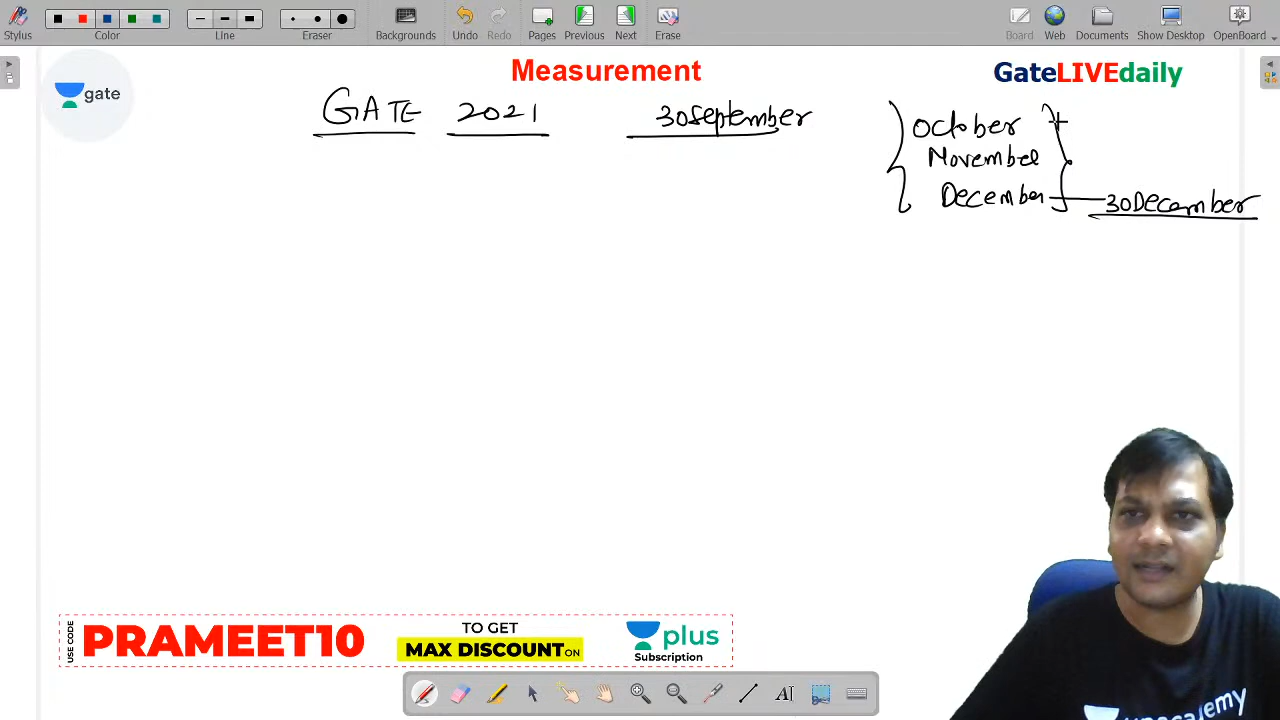 Stylus Color Line Eraser Backgrounds Undo Redo Pages Previous Next Erase Board Web Documents Show Desktop OpenBoard
gate
Measurement
GateLIVEdaily
GATE 2021 30September
October
November
December 30December
USE CODE
PRAMEET10
TO GET
MAX DISCOUNT ON
plus
Subscription
unacademy